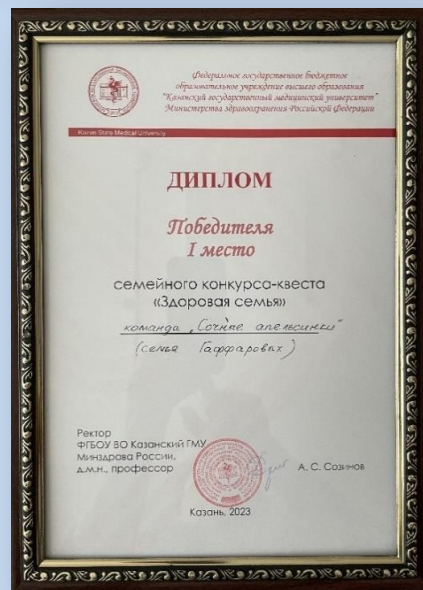 Федеральное государственное бюджетное
образовательное учреждение высшего образования
"Казанский государственный медицинский университет"
Министерства здравоохранения Российской Федерации
Kazan State Medical University
ДИПЛОМ
Победителя
I место
семейного конкурса-квеста
«Здоровая семья»
команда „Сочные апельсинки"
(семья Гаффаровых)
Ректор
ФГБОУ ВО Казанский ГМУ
Минздрава России,
д.м.н., профессор
А. С. Созинов
Казань, 2023